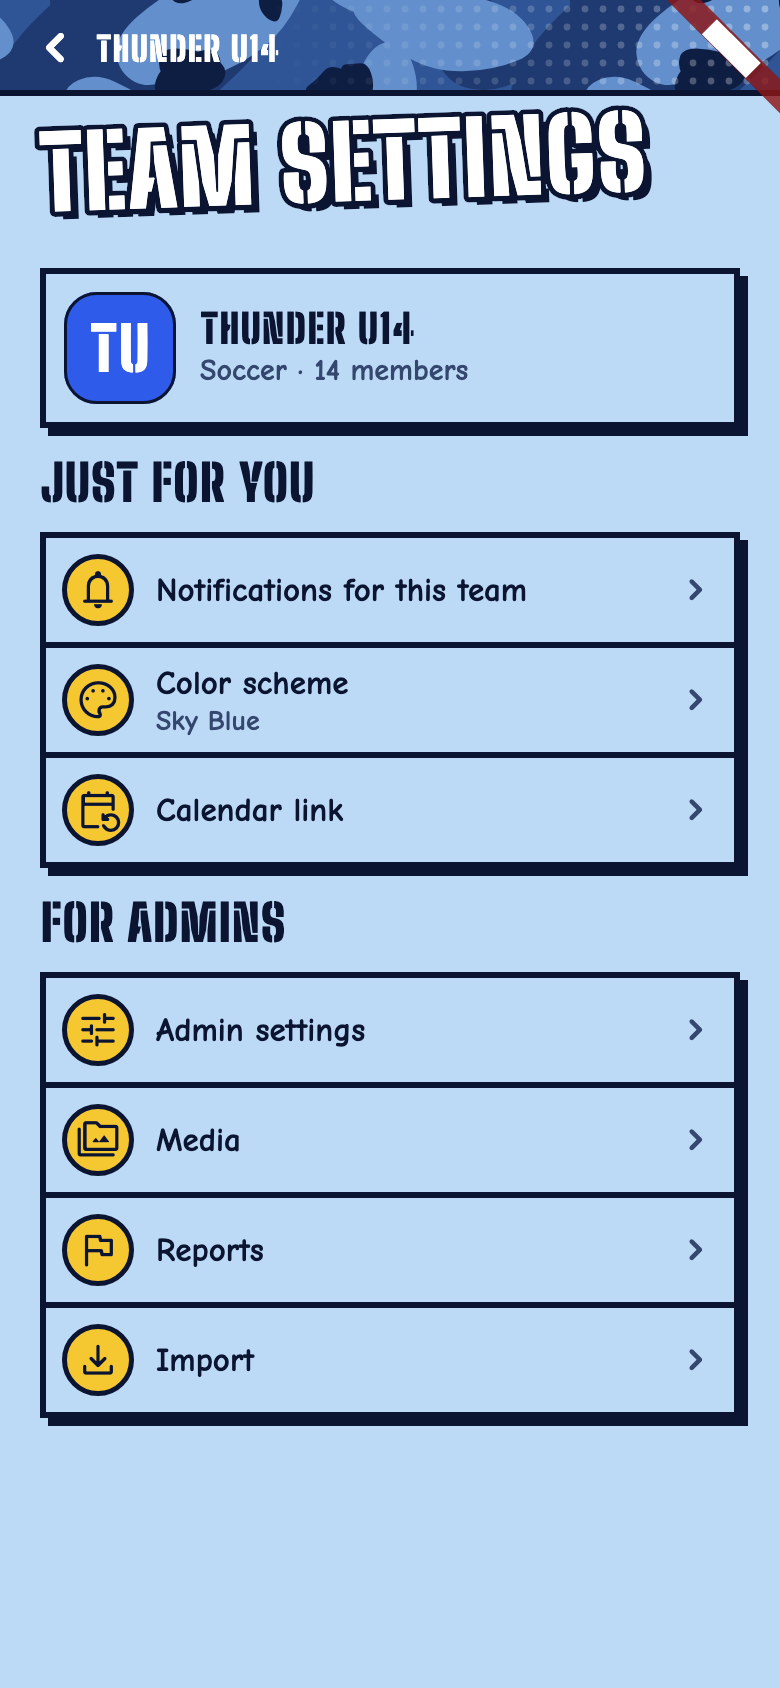 THUNDER U14
TEAM SETTINGS
TU
THUNDER U14
Soccer · 14 members
JUST FOR YOU
Notifications for this team
Color scheme
Sky Blue
Calendar link
FOR ADMINS
Admin settings
Media
Reports
Import